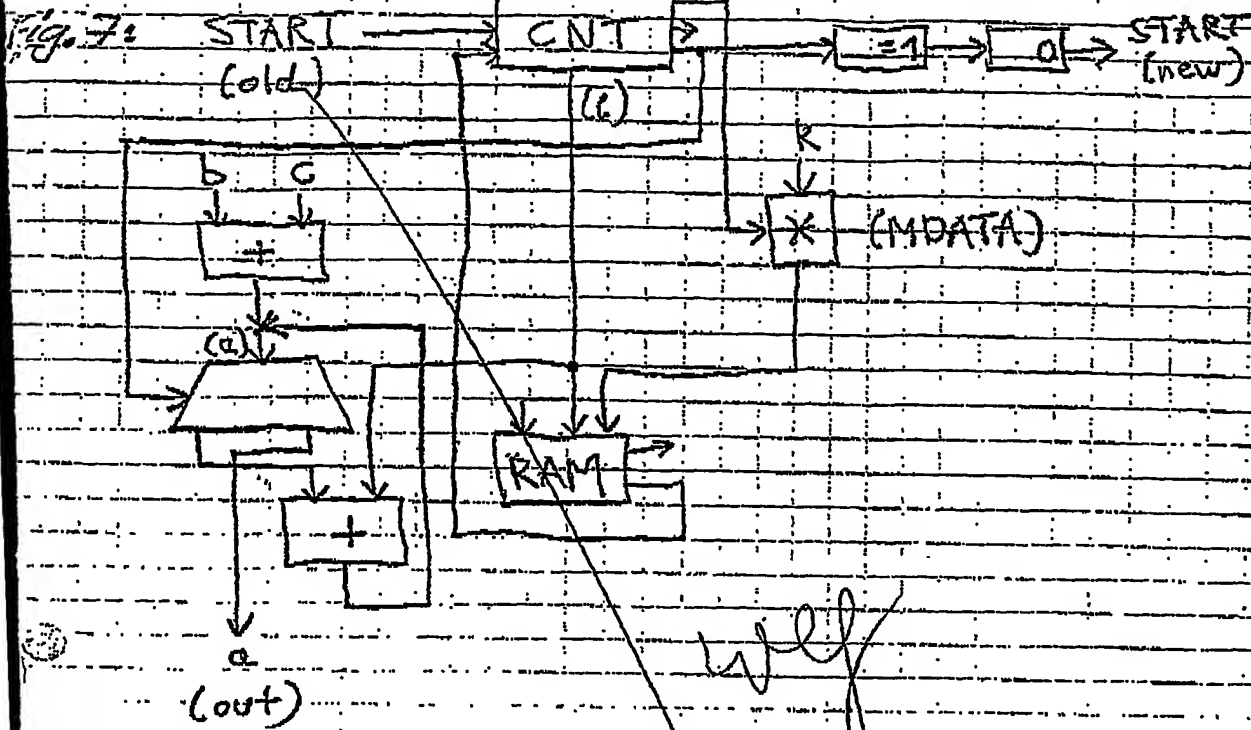 Fig. 7: START CNT =1 0 START
(old) (b) (new)
K
b c
+ × (MDATA)
(a)
RAM
+
a
(out)